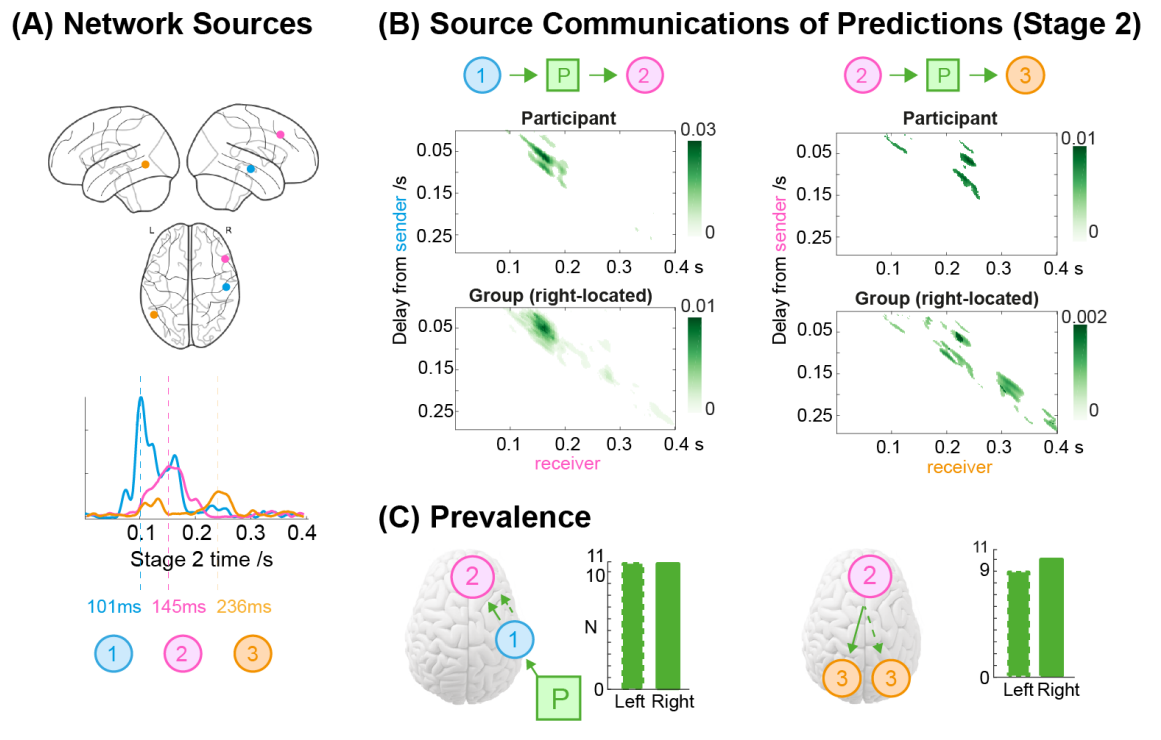 (A) Network Sources
L R
0.1 0.2 0.3 0.4
Stage 2 time /s
101ms 145ms 236ms
1 2 3
(B) Source Communications of Predictions (Stage 2)
1 P 2
2 P 3
Participant
0.03
0.05
0.15
0.25
0
0.1 0.2 0.3 0.4 s
Delay from sender /s
Group (right-located)
0.01
0.05
0.15
0.25
0
0.1 0.2 0.3 0.4 s
receiver
Participant
0.01
0.05
0.15
0.25
0
0.1 0.2 0.3 0.4 s
Delay from sender /s
Group (right-located)
0.002
0.05
0.15
0.25
0
0.1 0.2 0.3 0.4 s
receiver
(C) Prevalence
2
1
P
11
10
N
0
Left Right
2
3 3
11
9
0
Left Right